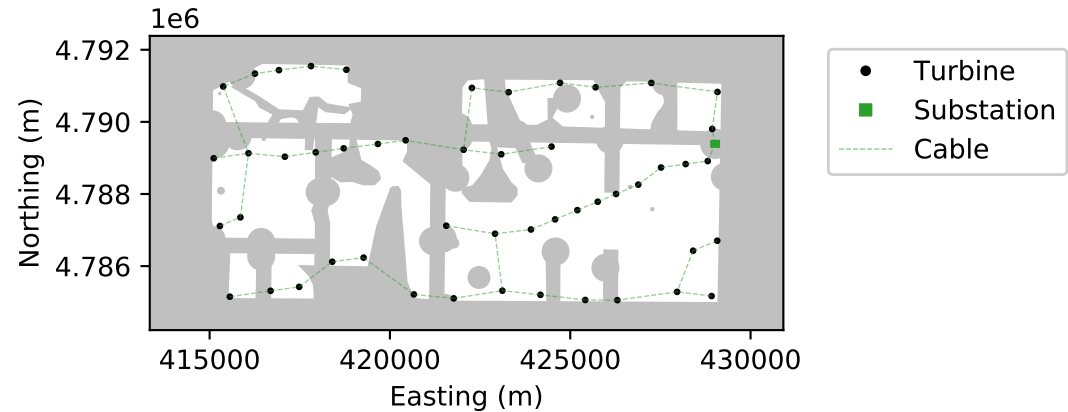 1e6
4.792
4.790
4.788
4.786
Northing (m)
415000 420000 425000 430000
Easting (m)
Turbine
Substation
Cable